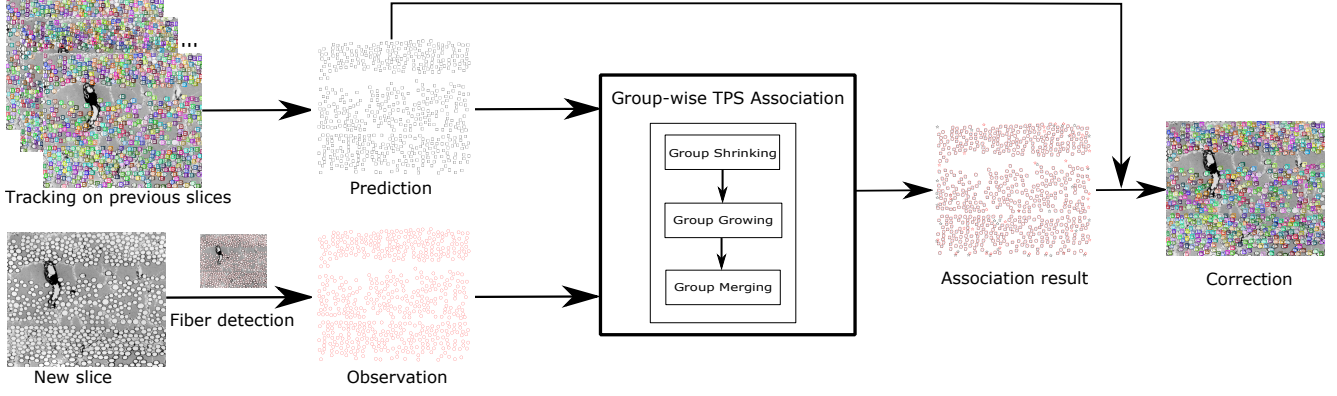 ...
Tracking on previous slices
Prediction
New slice
Fiber detection
Observation
Group-wise TPS Association
Group Shrinking
Group Growing
Group Merging
Association result
Correction